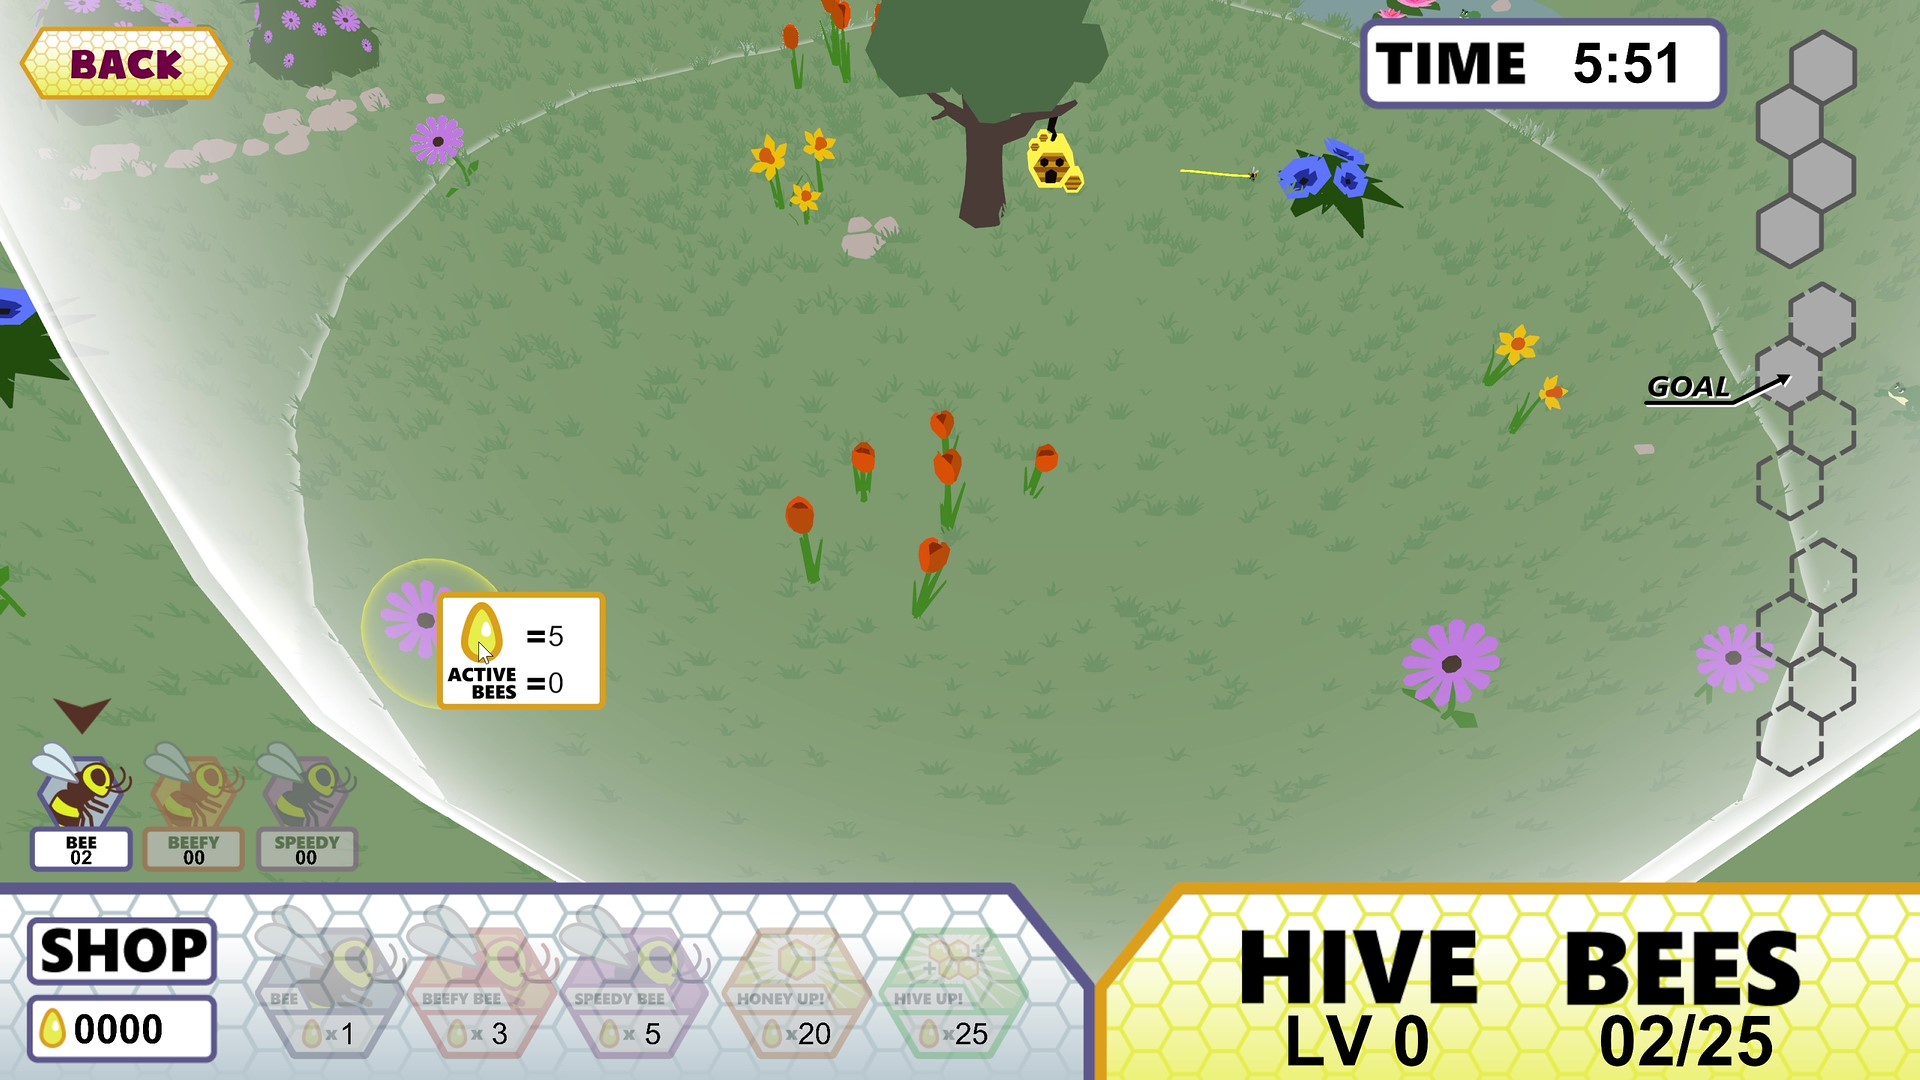 BACK
TIME 5:51
GOAL
=5
ACTIVE BEES =0
BEE
02
BEEFY
00
SPEEDY
00
SHOP
0000
BEE
x1
BEEFY BEE
x 3
SPEEDY BEE
x 5
HONEY UP!
x20
HIVE UP!
x25
HIVE
LV 0
BEES
02/25